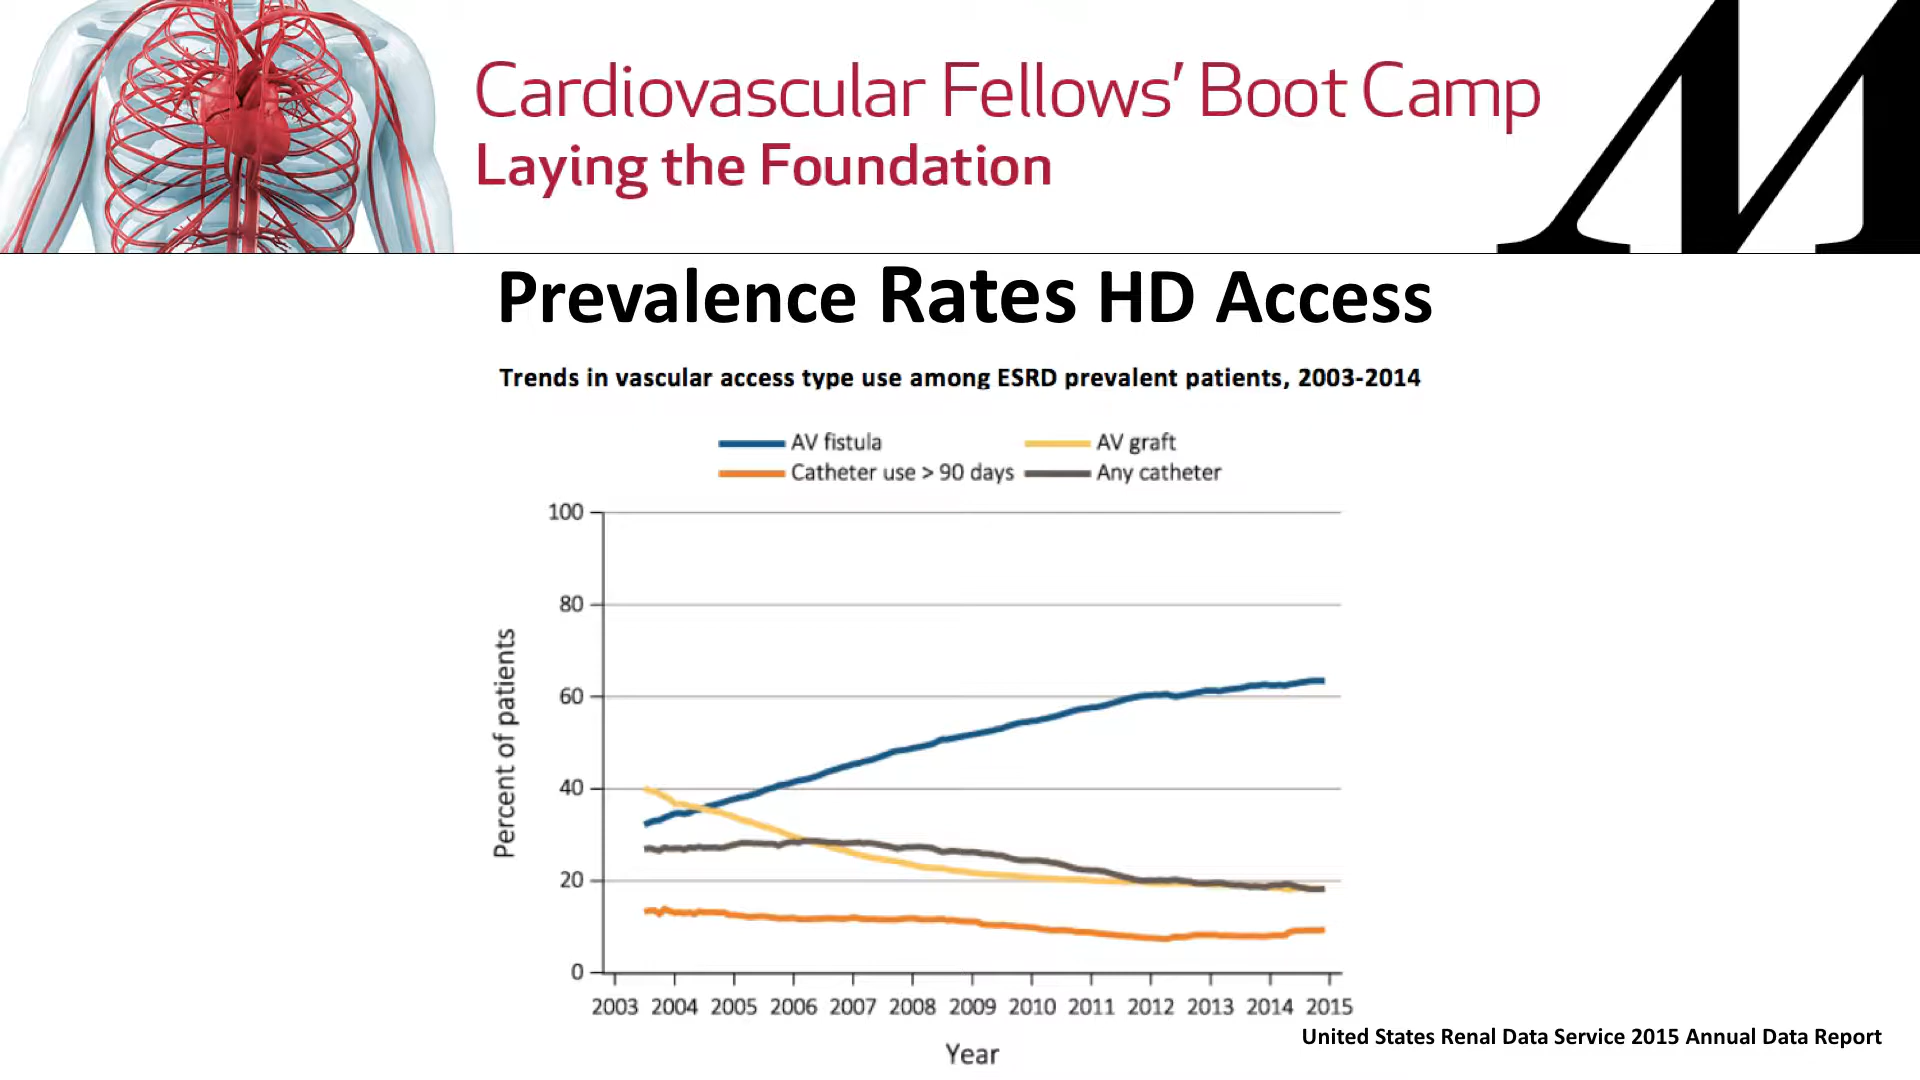 Cardiovascular Fellows' Boot Camp
Laying the Foundation
M
Prevalence Rates HD Access
Trends in vascular access type use among ESRD prevalent patients, 2003-2014
AV fistula AV graft
Catheter use > 90 days Any catheter
100
80
60
40
20
0
Percent of patients
2003 2004 2005 2006 2007 2008 2009 2010 2011 2012 2013 2014 2015
Year
United States Renal Data Service 2015 Annual Data Report